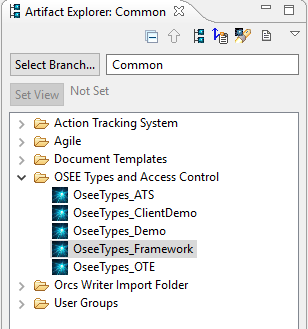 Artifact Explorer: Common
Select Branch... Common
Set View Not Set
Action Tracking System
Agile
Document Templates
OSEE Types and Access Control
OseeTypes_ATS
OseeTypes_ClientDemo
OseeTypes_Demo
OseeTypes_Framework
OseeTypes_OTE
Orcs Writer Import Folder
User Groups